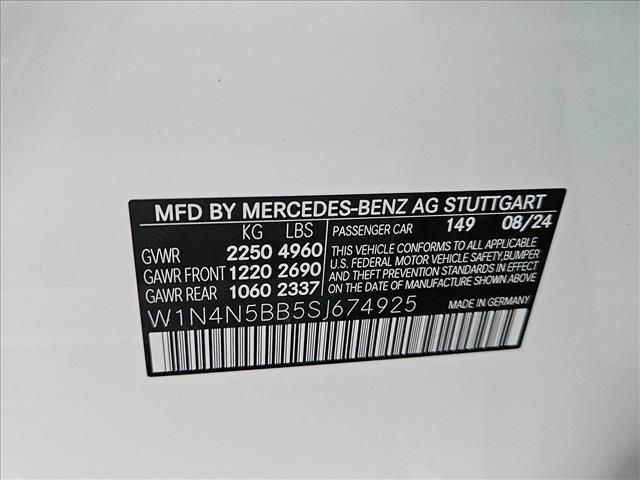 MFD BY MERCEDES-BENZ AG STUTTGART
KG LBS PASSENGER CAR 149 08/24
GVWR 2250 4960
GAWR FRONT 1220 2690
GAWR REAR 1060 2337
THIS VEHICLE CONFORMS TO ALL APPLICABLE
U.S. FEDERAL MOTOR VEHICLE SAFETY,BUMPER
AND THEFT PREVENTION STANDARDS IN EFFECT
ON THE DATE OF MANUFACTURE SHOWN ABOVE.
W1N4N5BB5SJ674925
MADE IN GERMANY